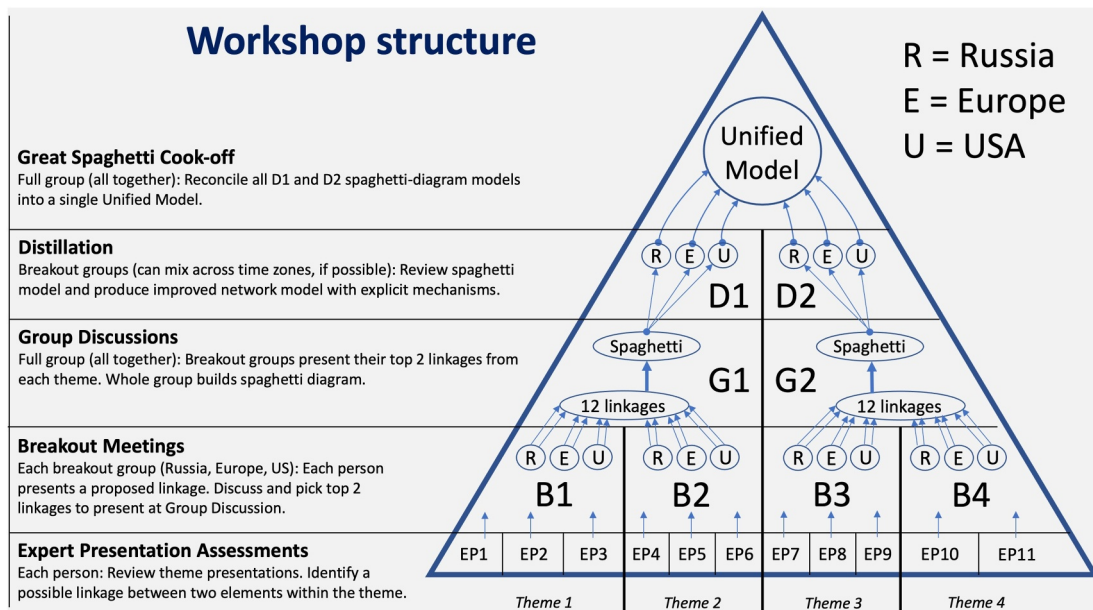 Workshop structure
R = Russia
E = Europe
U = USA
Unified
Model
Great Spaghetti Cook-off
Full group (all together): Reconcile all D1 and D2 spaghetti-diagram models
into a single Unified Model.
Distillation
Breakout groups (can mix across time zones, if possible): Review spaghetti
model and produce improved network model with explicit mechanisms.
R E U R E U
D1 D2
Group Discussions
Full group (all together): Breakout groups present their top 2 linkages from
each theme. Whole group builds spaghetti diagram.
Spaghetti Spaghetti
G1 G2
12 linkages 12 linkages
Breakout Meetings
Each breakout group (Russia, Europe, US): Each person
presents a proposed linkage. Discuss and pick top 2
linkages to present at Group Discussion.
R E U R E U R E U R E U
B1 B2 B3 B4
Expert Presentation Assessments
Each person: Review theme presentations. Identify a
possible linkage between two elements within the theme.
EP1 EP2 EP3 EP4 EP5 EP6 EP7 EP8 EP9 EP10 EP11
Theme 1 Theme 2 Theme 3 Theme 4